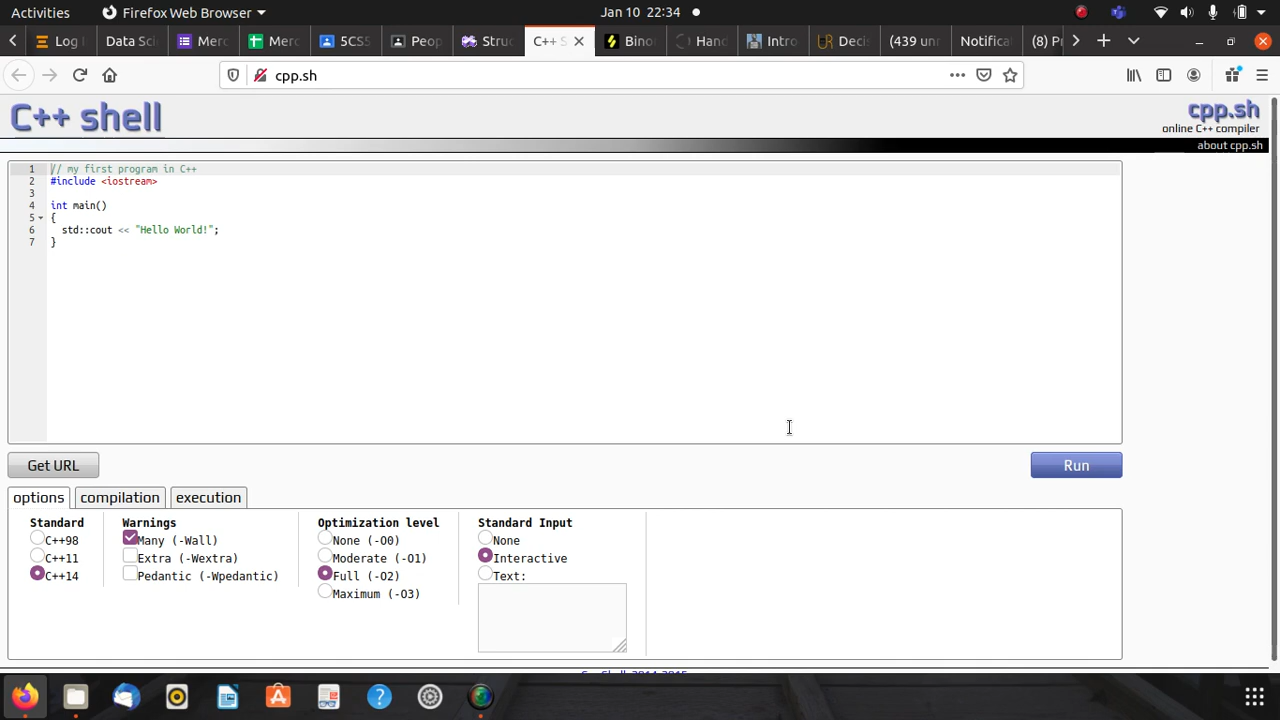 Activities Firefox Web Browser Jan 10 22:34
Log Data Sci Merc Merc 5CSS Peop Struc C++ S Bino Hand Intro Deci (439 unr Notifica (8) P
cpp.sh
C++ shell
cpp.sh
online C++ compiler
about cpp.sh
1 // my first program in C++
2 #include <iostream>
3
4 int main()
5 {
6 std::cout << "Hello World!";
7 }
Get URL Run
options compilation execution
Standard Warnings Optimization level Standard Input
C++98 Many (-Wall) None (-O0) None
C++11 Extra (-Wextra) Moderate (-O1) Interactive
C++14 Pedantic (-Wpedantic) Full (-O2) Text:
Maximum (-O3)